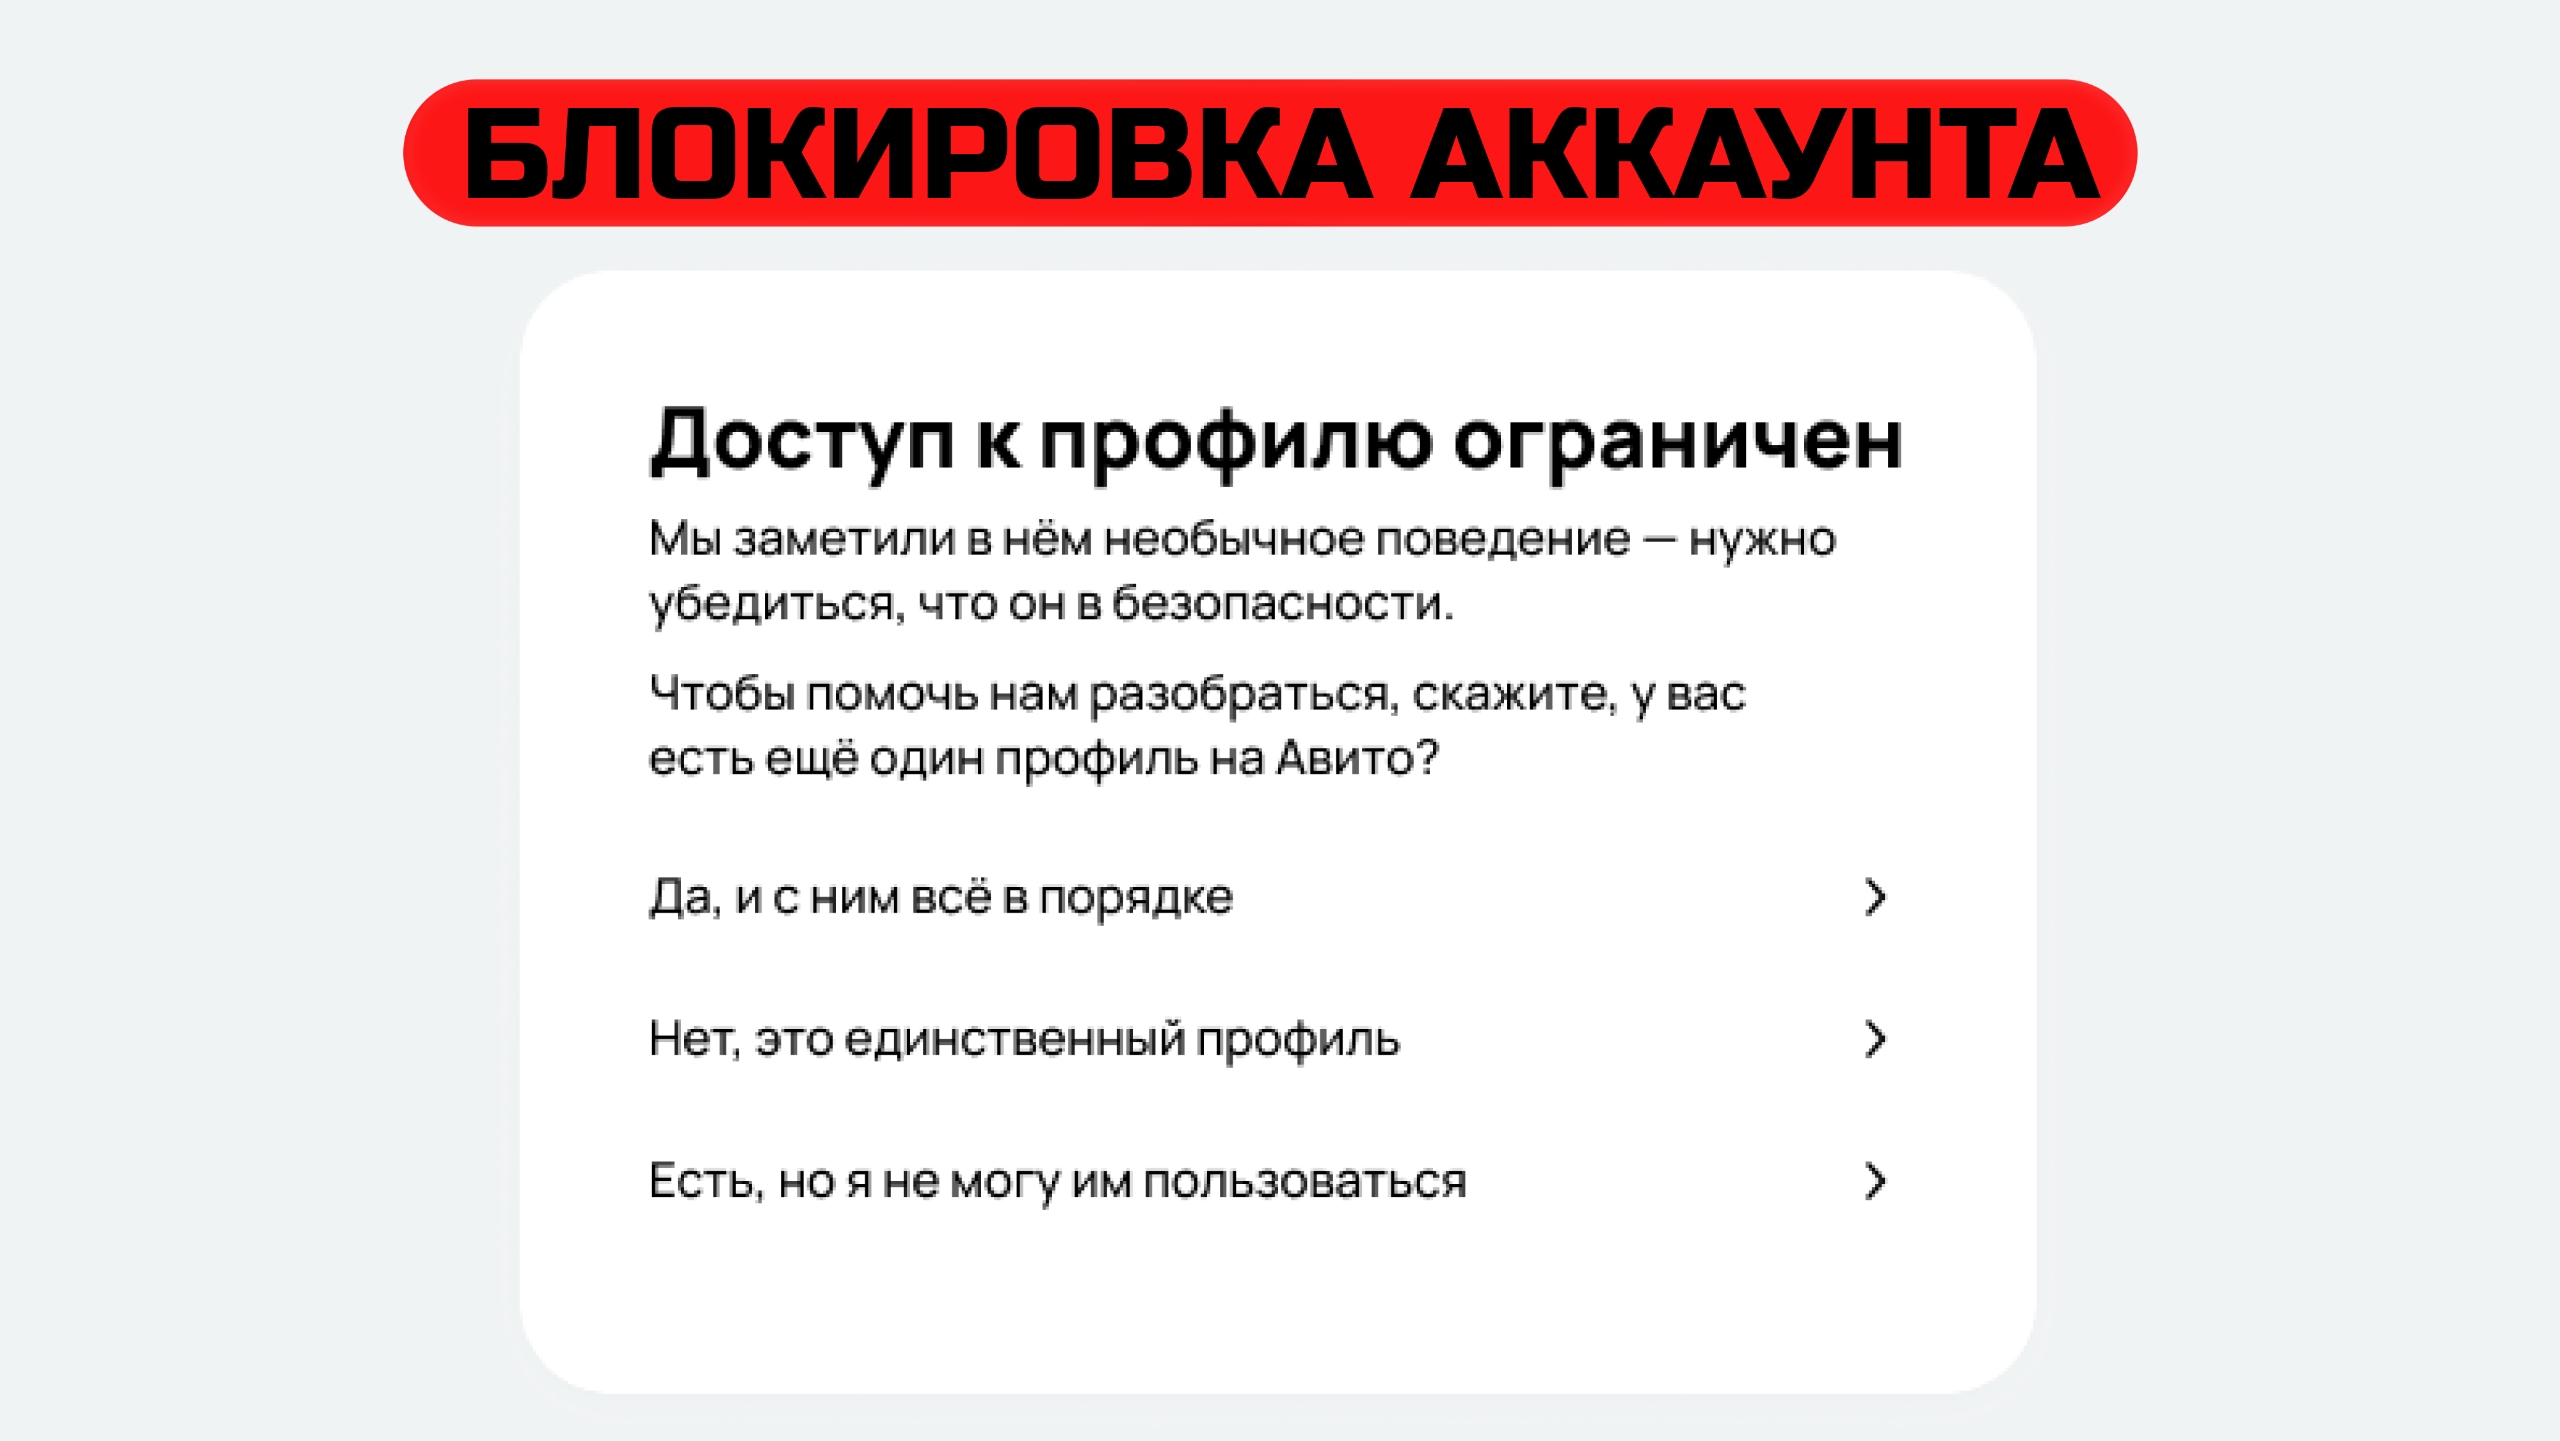 БЛОКИРОВКА АККАУНТА
Доступ к профилю ограничен
Мы заметили в нём необычное поведение — нужно
убедиться, что он в безопасности.
Чтобы помочь нам разобраться, скажите, у вас
есть ещё один профиль на Авито?
Да, и с ним всё в порядке
Нет, это единственный профиль
Есть, но я не могу им пользоваться